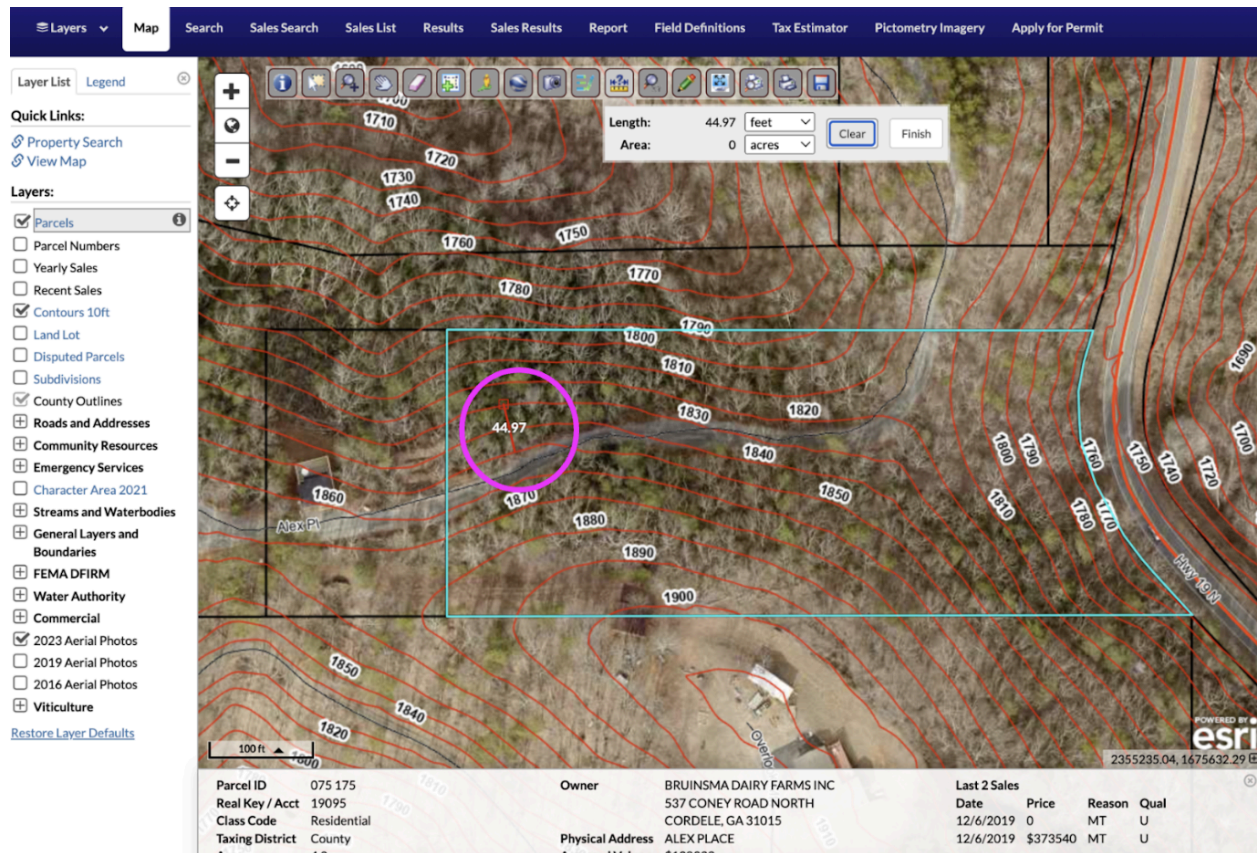 Layers
Map
Search
Sales Search
Sales List
Results
Sales Results
Report
Field Definitions
Tax Estimator
Pictometry Imagery
Apply for Permit
Layer List
Legend
Quick Links:
Property Search
View Map
Layers:
Parcels
Parcel Numbers
Yearly Sales
Recent Sales
Contours 10ft
Land Lot
Disputed Parcels
Subdivisions
County Outlines
Roads and Addresses
Community Resources
Emergency Services
Character Area 2021
Streams and Waterbodies
General Layers and
Boundaries
FEMA DFIRM
Water Authority
Commercial
2023 Aerial Photos
2019 Aerial Photos
2016 Aerial Photos
Viticulture
Restore Layer Defaults
Length: 44.97 feet
Area: 0 acres
Clear
Finish
1700
1710
1720
1730
1740
1750
1760
1770
1780
1790
1800
1810
1820
1830
1840
1850
1860
1870
1880
1890
1900
44.97
Alex Pl
1690
1700
1720
1740
1750
1760
1770
1780
1790
1800
1810
Hwy 19 N
1850
1840
1820
1800
Overlo
100 ft
POWERED BY
esri
2355235.04, 1675632.29
Parcel ID 075 175
Real Key / Acct 19095
Class Code Residential
Taxing District County
Owner BRUINSMA DAIRY FARMS INC
537 CONEY ROAD NORTH
CORDELE, GA 31015
Physical Address ALEX PLACE
Last 2 Sales
Date Price Reason Qual
12/6/2019 0 MT U
12/6/2019 $373540 MT U
1810
1790
1910